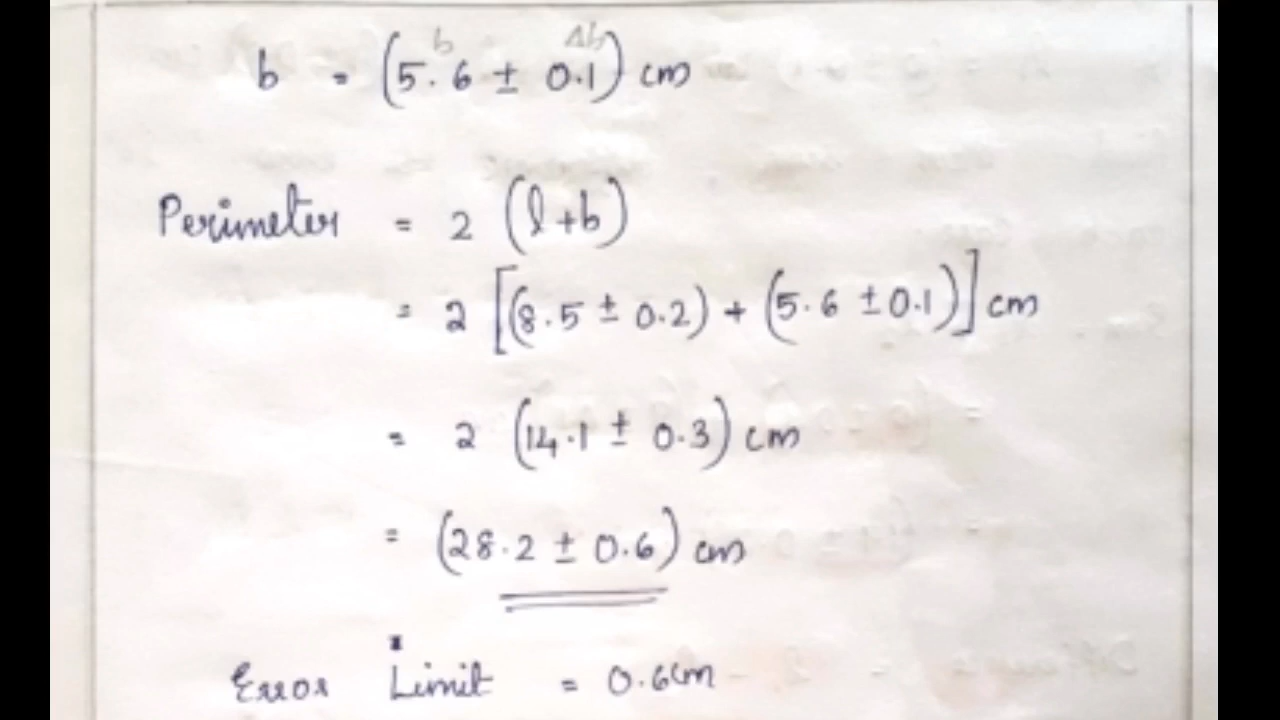 b Δb
b = (5.6 ± 0.1) cm
Perimeter = 2 (l+b)
= 2 [(8.5 ± 0.2) + (5.6 ± 0.1)] cm
= 2 (14.1 ± 0.3) cm
= (28.2 ± 0.6) cm
Error Limit = 0.6cm